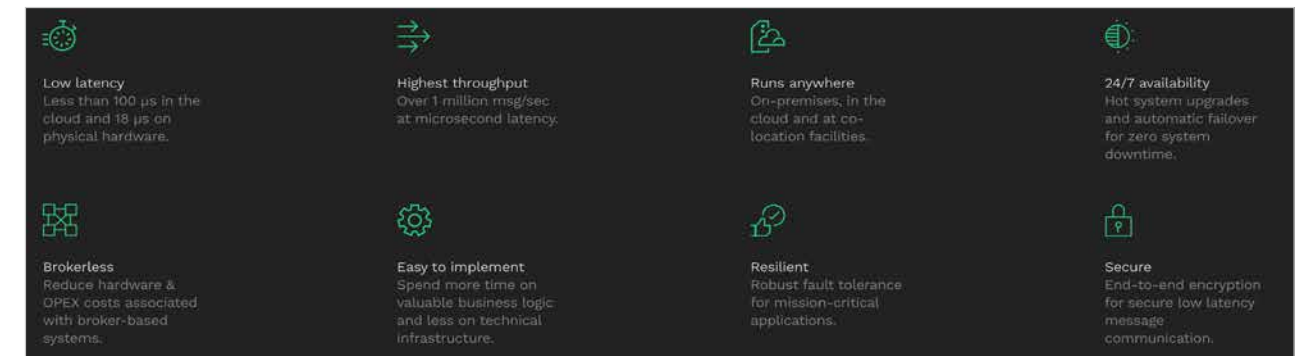 Low latency
Less than 100 µs in the
cloud and 18 µs on
physical hardware.
Highest throughput
Over 1 million msg/sec
at microsecond latency.
Runs anywhere
On-premises, in the
cloud and at co-
location facilities.
24/7 availability
Hot system upgrades
and automatic failover
for zero system
downtime.
Brokerless
Reduce hardware &
OPEX costs associated
with broker-based
systems.
Easy to implement
Spend more time on
valuable business logic
and less on technical
infrastructure.
Resilient
Robust fault tolerance
for mission-critical
applications.
Secure
End-to-end encryption
for secure low latency
message
communication.